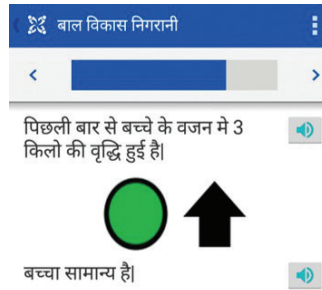 बाल विकास निगरानी
पिछली बार से बच्चे के वजन मे 3
किलो की वृद्धि हुई है|
बच्चा सामान्य है|